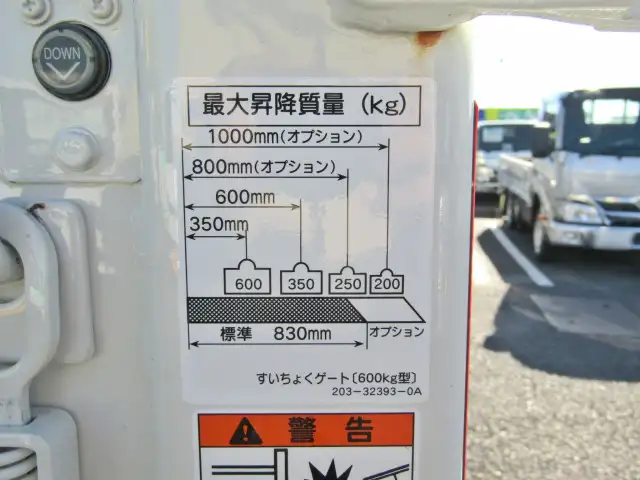 DOWN
最大昇降質量 (kg)
1000mm(オプション)
800mm(オプション)
600mm
350mm
600 350 250 200
標準 830mm オプション
すいちょくゲート〔600kg型〕
203-32393-0A
警告